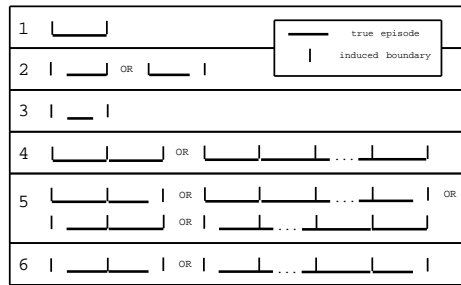 1
true episode
induced boundary
2 OR
3
4 OR ...
5 OR ... OR
OR ...
6 OR ...